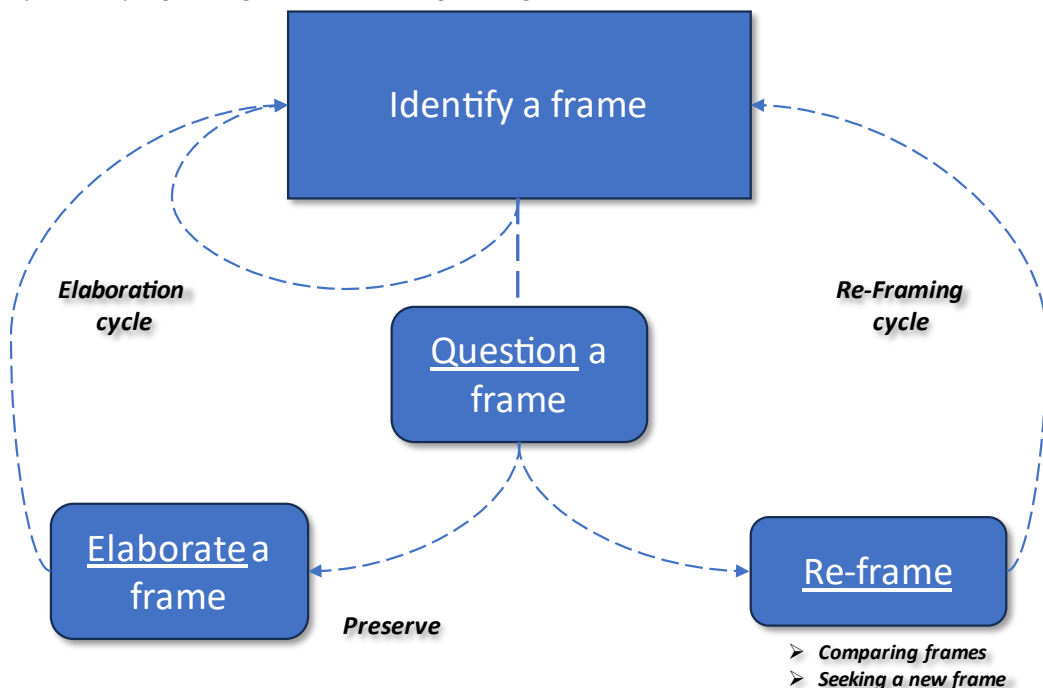 Identify a frame
Elaboration
cycle
Re-Framing
cycle
Question a
frame
Elaborate a
frame
Re-frame
Preserve
➢ Comparing frames
➢ Seeking a new frame